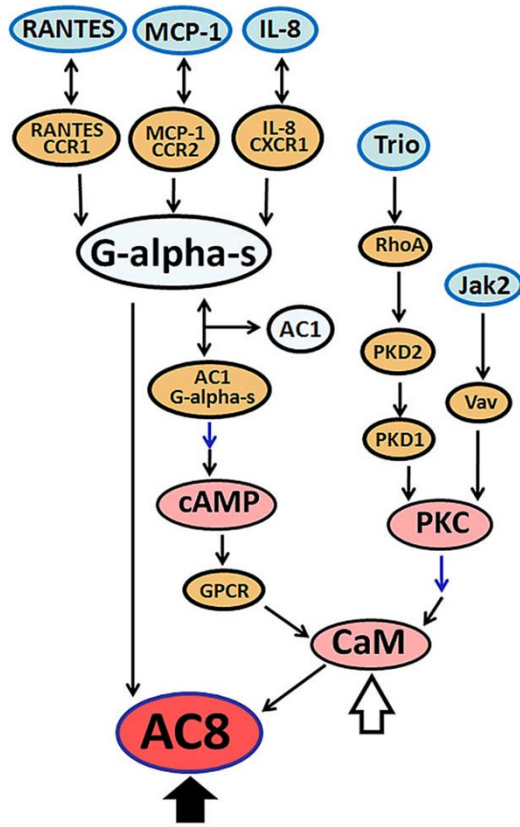 RANTES
MCP-1
IL-8
RANTES
CCR1
MCP-1
CCR2
IL-8
CXCR1
Trio
G-alpha-s
RhoA
Jak2
AC1
PKD2
AC1
G-alpha-s
Vav
PKD1
cAMP
PKC
GPCR
CaM
AC8